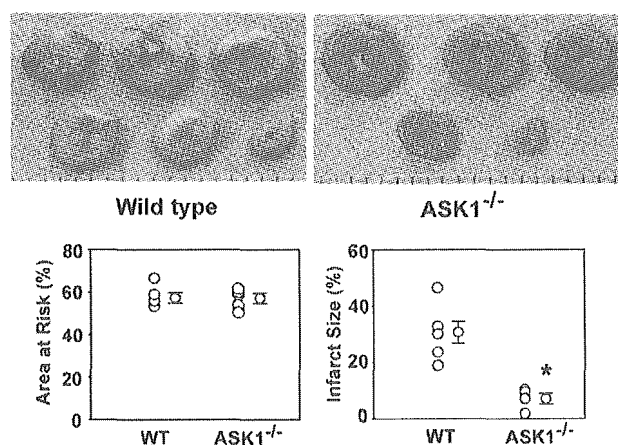 Wild type
ASK1-/-
Area at Risk (%)
80
60
40
20
0
WT
ASK1-/-
Infarct Size (%)
60
40
20
0
*
WT
ASK1-/-